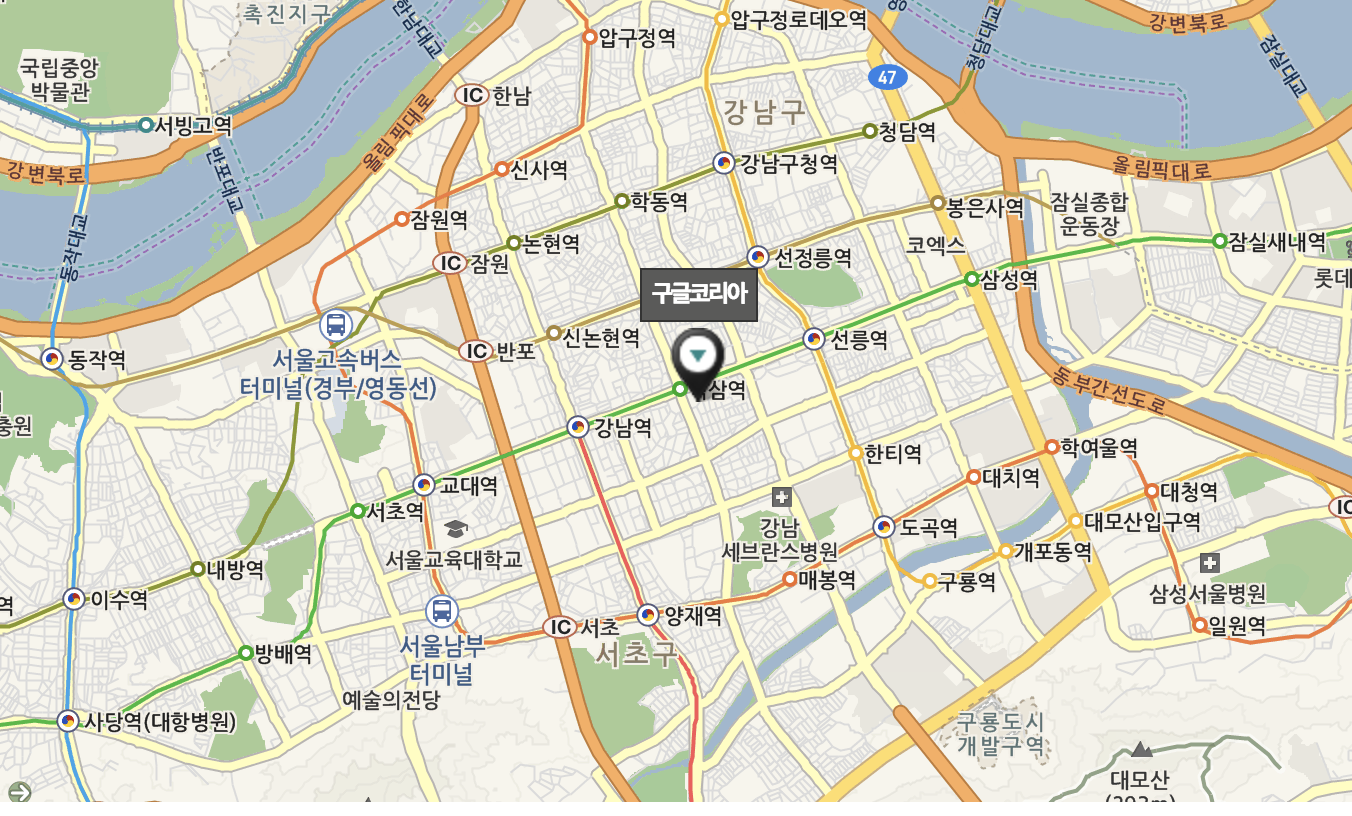 촉진지구
한남대교
압구정역
압구정로데오역
청담대교
강변북로
잠실대교
국립중앙
박물관
47
IC 한남
강남구
서빙고역
올림픽대로
청담역
강변북로
반포대교
신사역
강남구청역
올림픽대로
학동역
봉은사역
잠실종합
운동장
잠원역
논현역
동작대교
코엑스
잠실새내역
IC 잠원
선정릉역
삼성역
롯데
구글코리아
서울고속버스
터미널(경부/영동선)
신논현역
선릉역
동작역
IC 반포
삼역
동부간선도로
충원
강남역
학여울역
한티역
교대역
대치역
대청역
서초역
강남
세브란스병원
IC
도곡역
대모산입구역
서울교육대학교
개포동역
내방역
매봉역
구룡역
이수역
역
삼성서울병원
양재역
IC 서초
일원역
서울남부
터미널
서초구
방배역
예술의전당
사당역(대항병원)
구룡도시
개발구역
대모산
(293m)